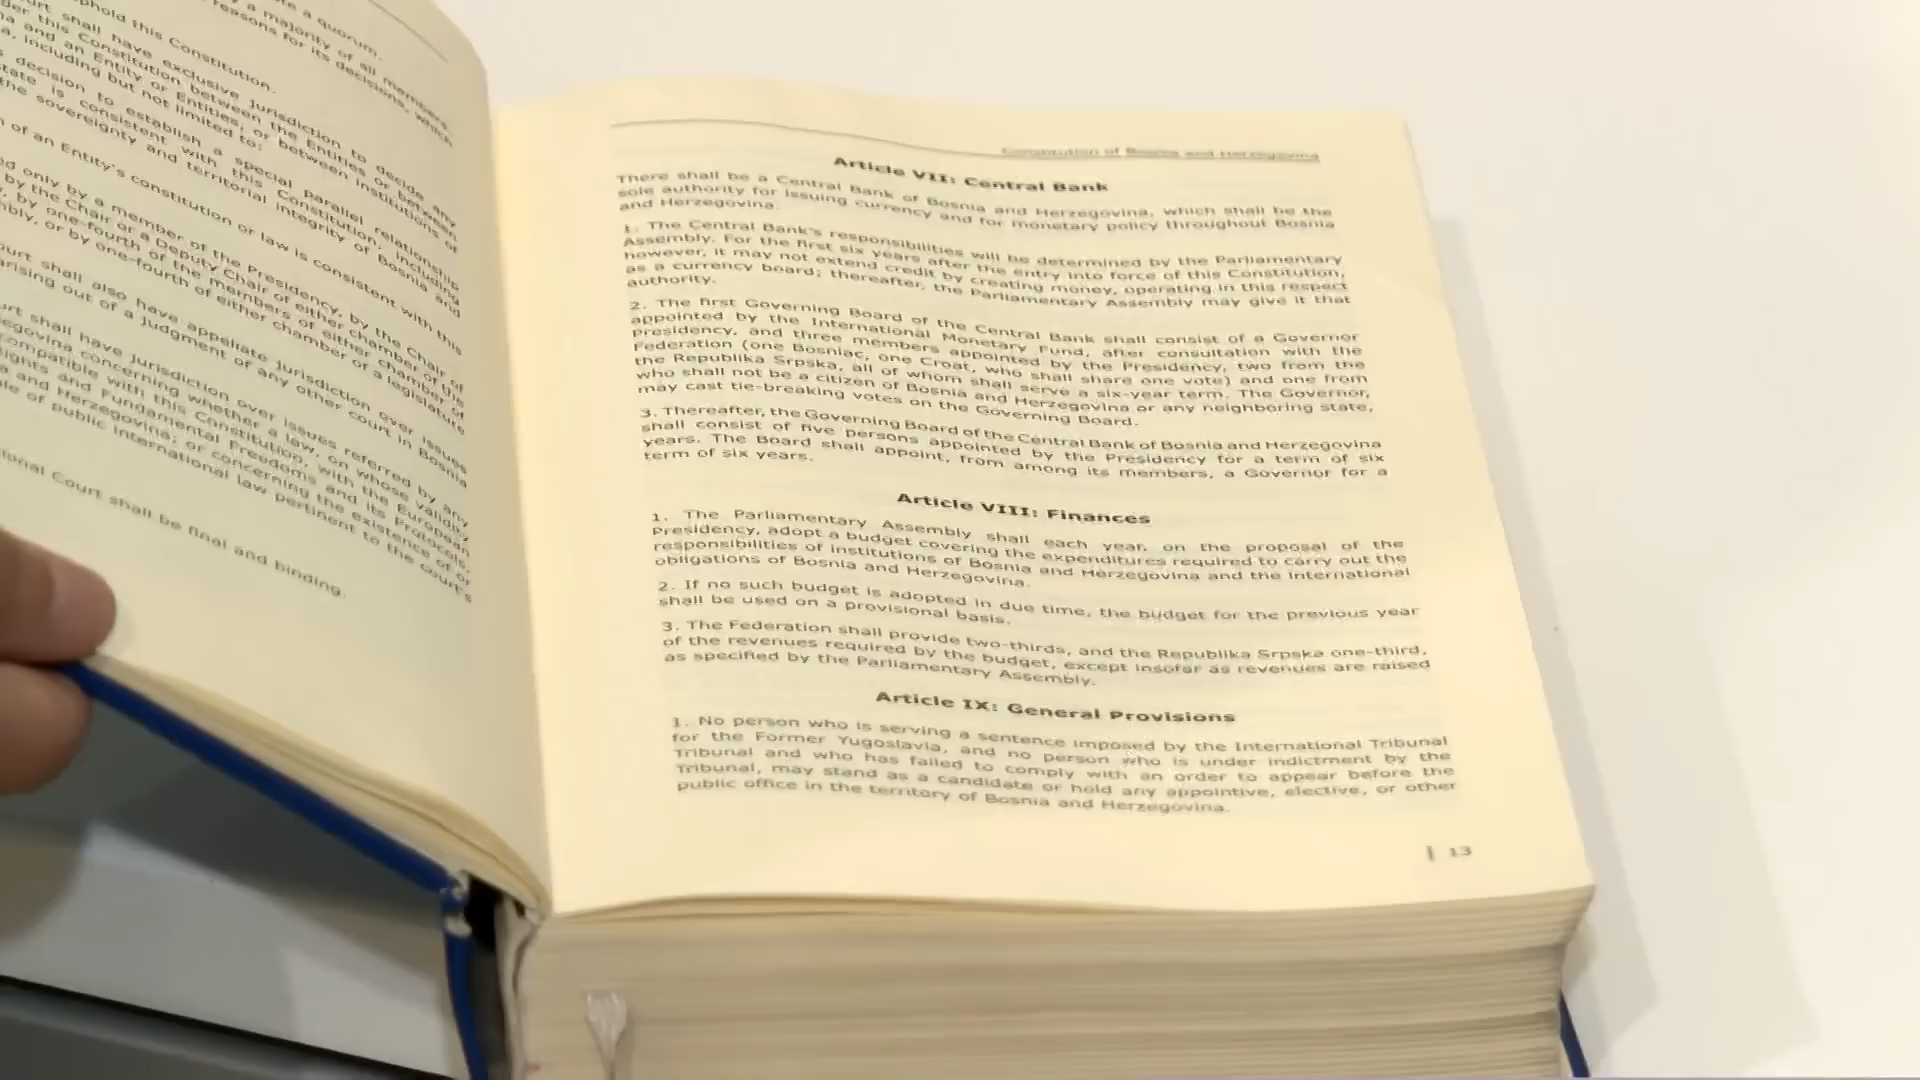 te a quorum.
y a majority of all members.
reasons for its decisions, which
phold this Constitution.
urt shall have exclusive jurisdiction to decide any
der this Constitution between the Entities or between
na and an Entity or Entities, or between institutions of
a, including but not limited to:
decision to establish a special parallel relationship
state is consistent with this Constitution, including
the sovereignty and territorial integrity of Bosnia and
n of an Entity's constitution or law is consistent with this
ed only by a member of the Presidency, by the Chair of
by the Chair or a Deputy Chair of either chamber of the
, by one-fourth of the members of either chamber of the
mbly, or by one-fourth of either chamber of a legislature
ourt shall also have appellate jurisdiction over issues
arising out of a judgment of any other court in Bosnia
urt shall have jurisdiction over issues referred by any
egovina concerning whether a law, on whose validity
compatible with this Constitution, with the European
Rights and Fundamental Freedoms and its Protocols,
a and Herzegovina; or concerning the existence of or
le of public international law pertinent to the court's
tional Court shall be final and binding.
Constitution of Bosnia and Herzegovina
Article VII: Central Bank
There shall be a Central Bank of Bosnia and Herzegovina, which shall be the
sole authority for issuing currency and for monetary policy throughout Bosnia
and Herzegovina.
1. The Central Bank's responsibilities will be determined by the Parliamentary
Assembly. For the first six years after the entry into force of this Constitution,
however, it may not extend credit by creating money, operating in this respect
as a currency board; thereafter, the Parliamentary Assembly may give it that
authority.
2. The first Governing Board of the Central Bank shall consist of a Governor
appointed by the International Monetary Fund, after consultation with the
Presidency, and three members appointed by the Presidency, two from the
Federation (one Bosniac, one Croat, who shall share one vote) and one from
the Republika Srpska, all of whom shall serve a six-year term. The Governor,
who shall not be a citizen of Bosnia and Herzegovina or any neighboring state,
may cast tie-breaking votes on the Governing Board.
3. Thereafter, the Governing Board of the Central Bank of Bosnia and Herzegovina
shall consist of five persons appointed by the Presidency for a term of six
years. The Board shall appoint, from among its members, a Governor for a
term of six years.
Article VIII: Finances
1. The Parliamentary Assembly shall each year, on the proposal of the
Presidency, adopt a budget covering the expenditures required to carry out the
responsibilities of institutions of Bosnia and Herzegovina and the international
obligations of Bosnia and Herzegovina.
2. If no such budget is adopted in due time, the budget for the previous year
shall be used on a provisional basis.
3. The Federation shall provide two-thirds, and the Republika Srpska one-third,
of the revenues required by the budget, except insofar as revenues are raised
as specified by the Parliamentary Assembly.
Article IX: General Provisions
1. No person who is serving a sentence imposed by the International Tribunal
for the Former Yugoslavia, and no person who is under indictment by the
Tribunal and who has failed to comply with an order to appear before the
Tribunal, may stand as a candidate or hold any appointive, elective, or other
public office in the territory of Bosnia and Herzegovina.
| 13